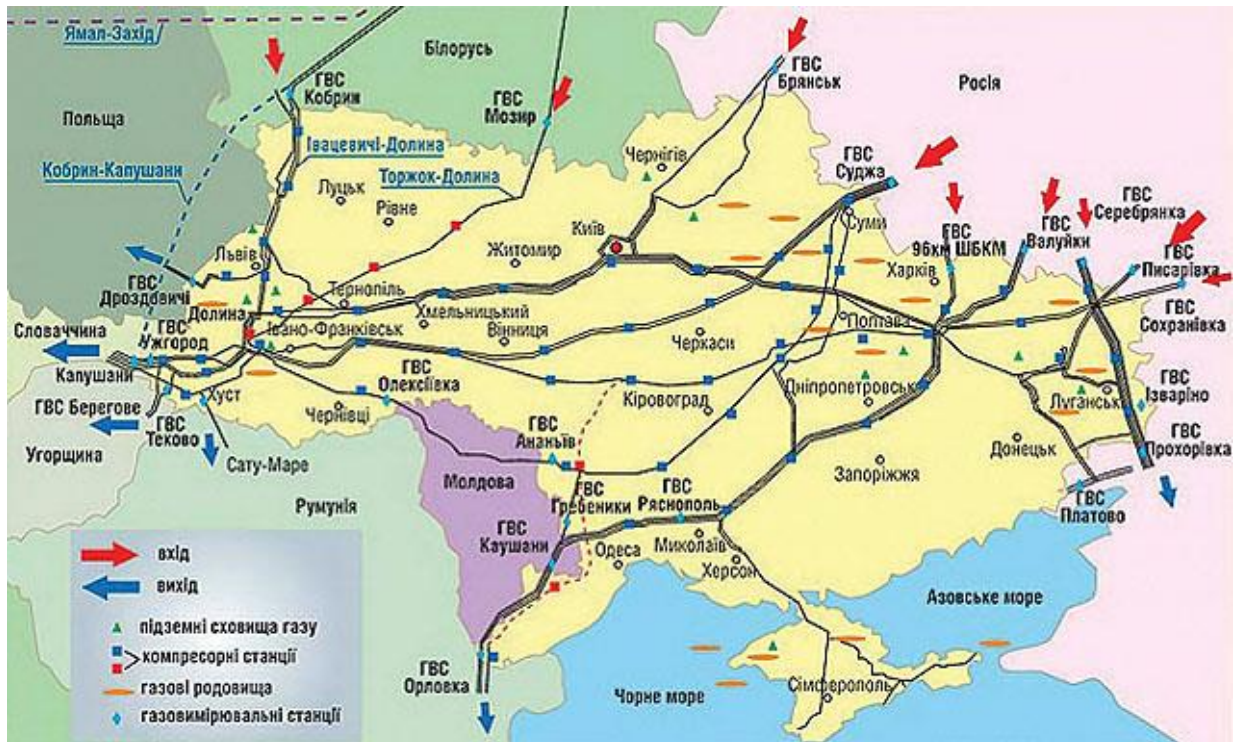 Ямал-Захід
Білорусь
ГВС
Брянськ
Росія
ГВС
Кобрин
ГВС
Мозир
Польща
Івацевичі-Долина
Кобрин-Капушани
Торжок-Долина
Чернігів
ГВС
Суджа
Луцьк
Рівне
Київ
Житомир
Суми
ГВС
96км ШБКМ
ГВС
Валуйки
ГВС
Серебрянка
ГВС
Писарівка
Харків
Львів
ГВС
Дроздовичі
Долина
Тернопіль
Хмельницький
Івано-Франківськ
Вінниця
Полтава
Черкаси
ГВС
Сохранівка
Словаччина
ГВС
Ужгород
Капушани
Хуст
ГВС
Олексіївка
Кіровоград
Дніпропетровськ
Луганськ
ГВС
Ізваріно
ГВС Берегове
ГВС
Теково
Чернівці
ГВС
Ананьїв
Донецьк
ГВС
Прохорівка
Угорщина
Сату-Маре
Молдова
Запоріжжя
ГВС
Платово
Румунія
ГВС
Гребеники
ГВС
Ряснополь
ГВС
Каушани
Одеса
Миколаїв
Херсон
Азовське море
вхід
вихід
підземні сховища газу
компресорні станції
газові родовища
газовимірювальні станції
ГВС
Орловка
Чорне море
Сімферополь